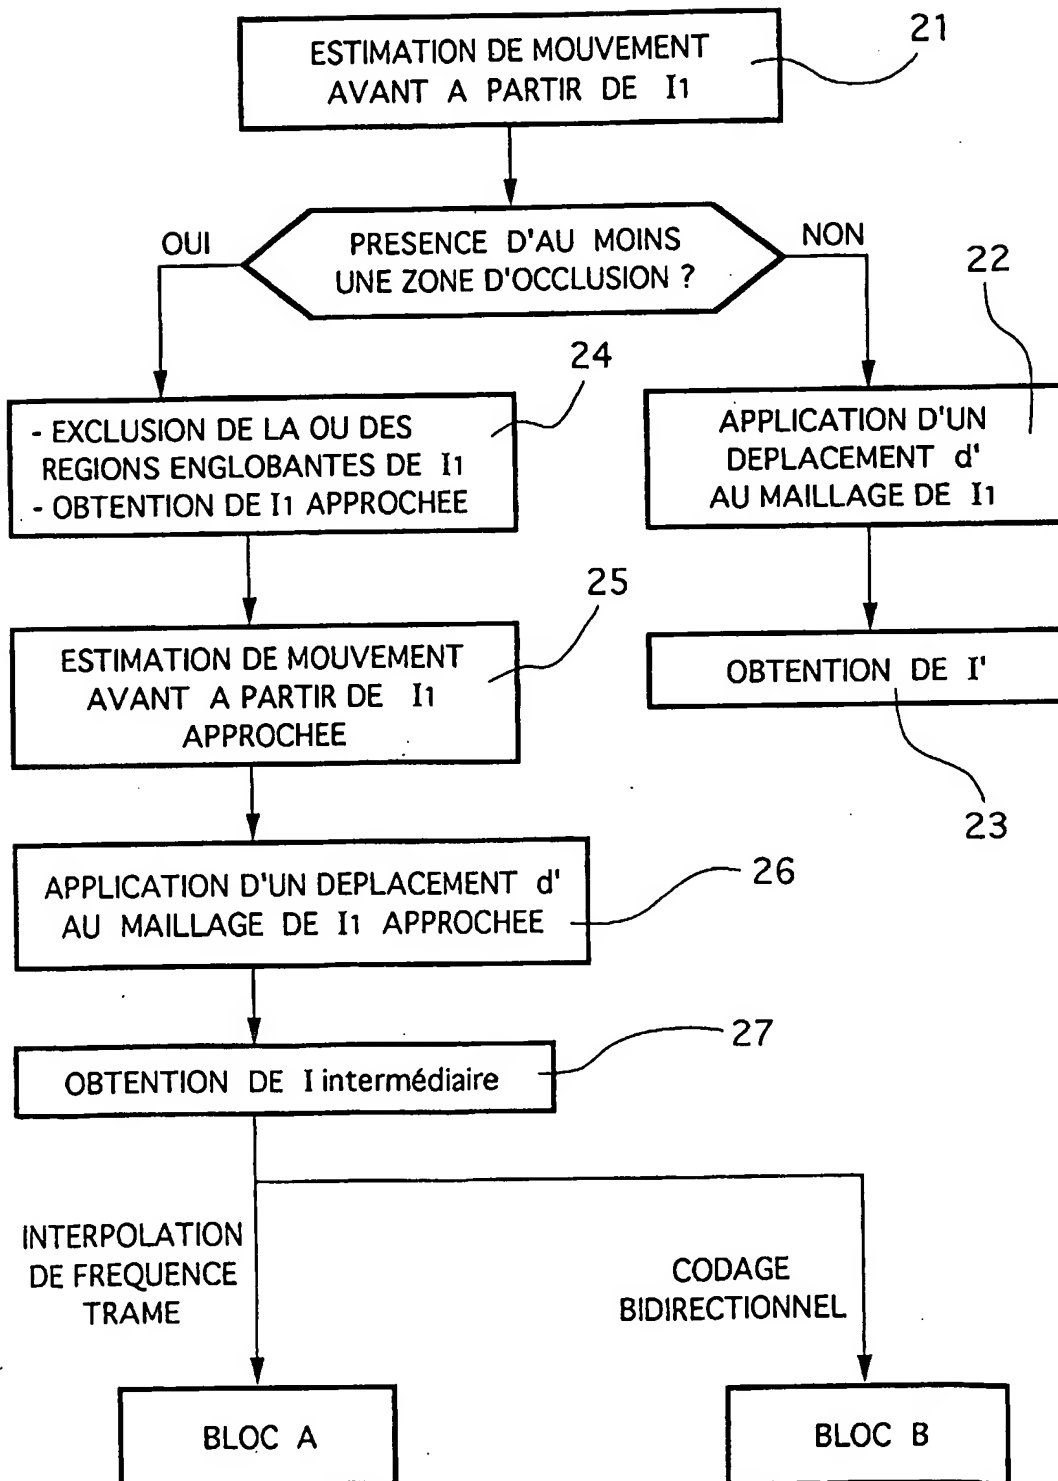 21
ESTIMATION DE MOUVEMENT
AVANT A PARTIR DE I1
PRESENCE D'AU MOINS
UNE ZONE D'OCCLUSION ?
OUI
NON
22
24
- EXCLUSION DE LA OU DES
REGIONS ENGLOBANTES DE I1
- OBTENTION DE I1 APPROCHEE
APPLICATION D'UN
DEPLACEMENT d'
AU MAILLAGE DE I1
25
ESTIMATION DE MOUVEMENT
AVANT A PARTIR DE I1
APPROCHEE
OBTENTION DE I'
23
26
APPLICATION D'UN DEPLACEMENT d'
AU MAILLAGE DE I1 APPROCHEE
27
OBTENTION DE I intermédiaire
INTERPOLATION
DE FREQUENCE
TRAME
CODAGE
BIDIRECTIONNEL
BLOC A
BLOC B